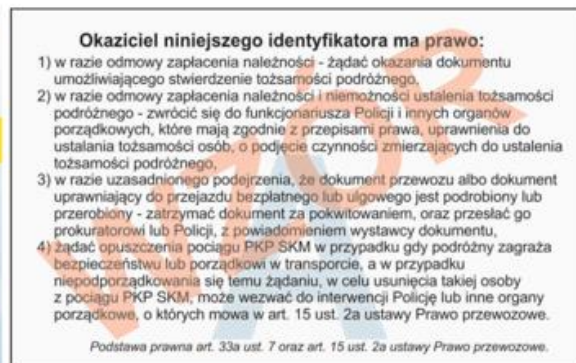 Okaziciel niniejszego identyfikatora ma prawo:
1) w razie odmowy zapłacenia należności - żądać okazania dokumentu
umożliwiającego stwierdzenie tożsamości podróżnego,
2) w razie odmowy zapłacenia należności i niemożności ustalenia tożsamości
podróżnego - zwrócić się do funkcjonariusza Policji i innych organów
porządkowych, które mają zgodnie z przepisami prawa, uprawnienia do
ustalania tożsamości osób, o podjęcie czynności zmierzających do ustalenia
tożsamości podróżnego,
3) w razie uzasadnionego podejrzenia, że dokument przewozu albo dokument
uprawniający do przejazdu bezpłatnego lub ulgowego jest podrobiony lub
przerobiony - zatrzymać dokument za pokwitowaniem, oraz przesłać go
prokuratorowi lub Policji, z powiadomieniem wystawcy dokumentu,
4) żądać opuszczenia pociągu PKP SKM w przypadku gdy podróżny zagraża
bezpieczeństwu lub porządkowi w transporcie, a w przypadku
niepodporządkowania się temu żądaniu, w celu usunięcia takiej osoby
z pociągu PKP SKM, może wezwać do interwencji Policję lub inne organy
porządkowe, o których mowa w art. 15 ust. 2a ustawy Prawo przewozowe.
Podstawa prawna art. 33a ust. 7 oraz art. 15 ust. 2a ustawy Prawo przewozowe.
WZÓR